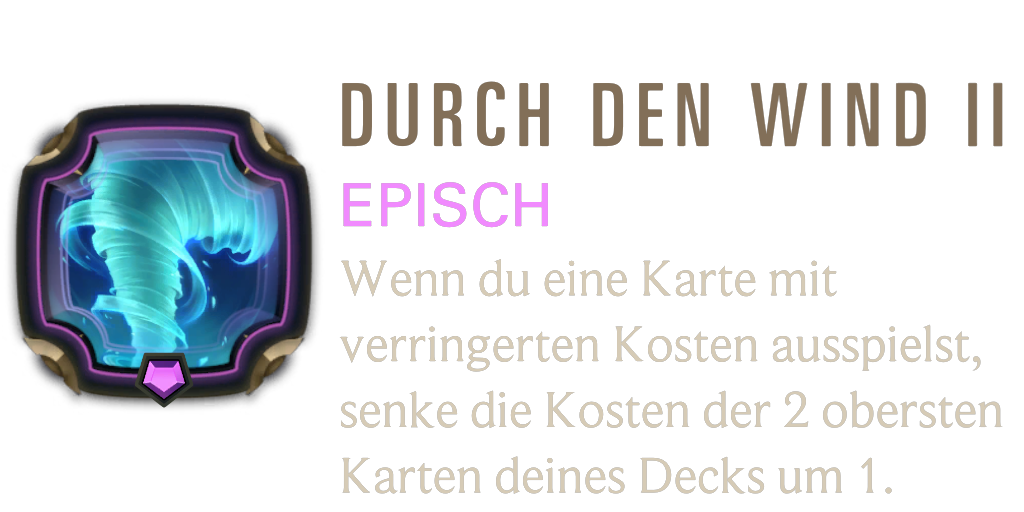 DURCH DEN WIND II
EPISCH
Wenn du eine Karte mit
verringerten Kosten ausspielst,
senke die Kosten der 2 obersten
Karten deines Decks um 1.